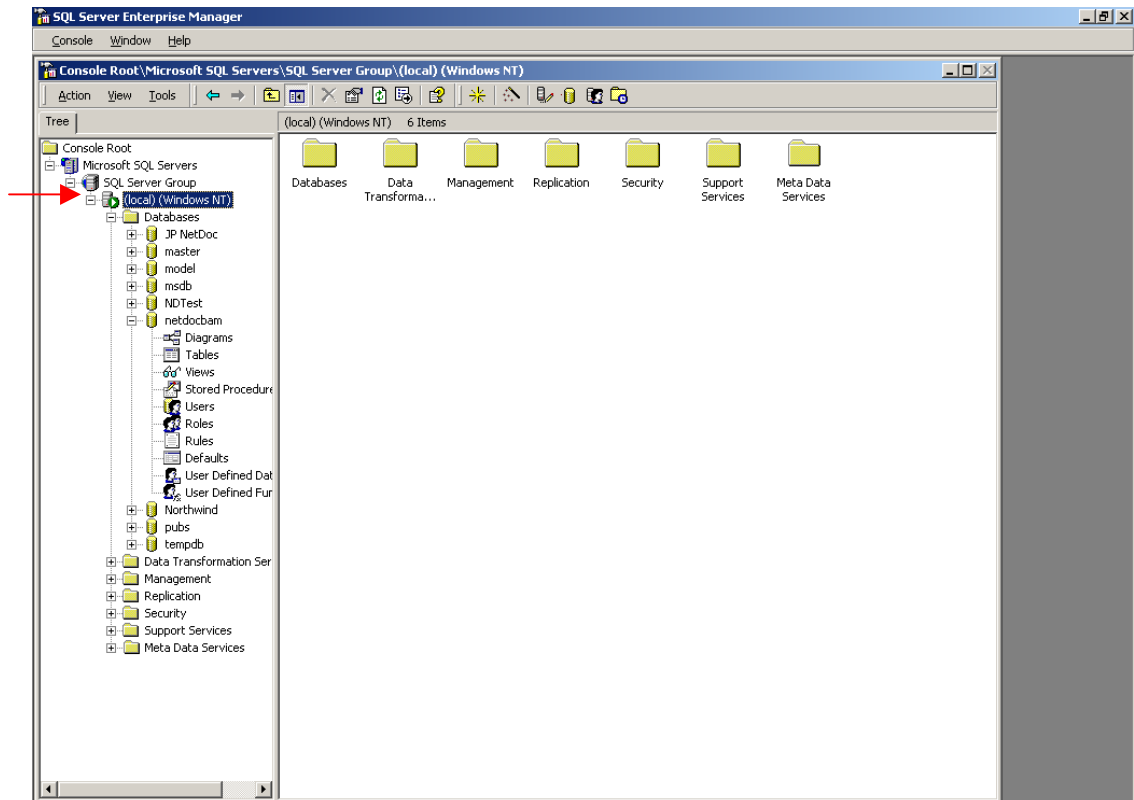 SQL Server Enterprise Manager
Console Window Help
Console Root\Microsoft SQL Servers\SQL Server Group\(local) (Windows NT)
Action View Tools
Tree
(local) (Windows NT) 6 Items
Console Root
Microsoft SQL Servers
SQL Server Group
(local) (Windows NT)
Databases
JP NetDoc
master
model
msdb
NDTest
netdocbam
Diagrams
Tables
Views
Stored Procedure
Users
Roles
Rules
Defaults
User Defined Dat
User Defined Fur
Northwind
pubs
tempdb
Data Transformation Ser
Management
Replication
Security
Support Services
Meta Data Services
Databases
Data
Transforma...
Management
Replication
Security
Support
Services
Meta Data
Services